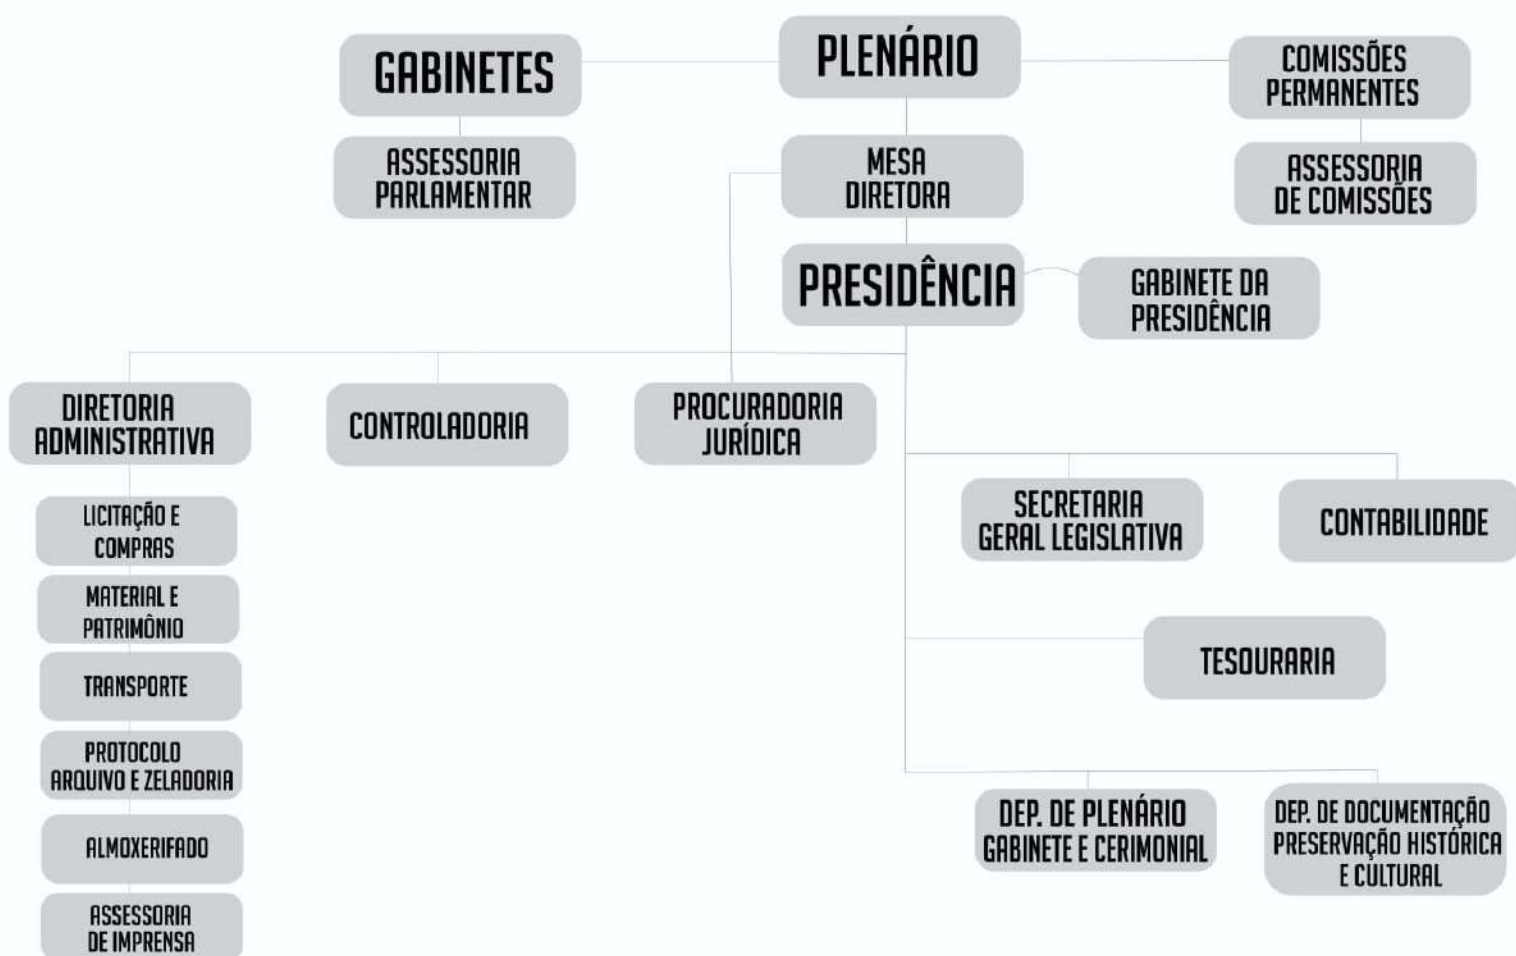 GABINETES
PLENÁRIO
COMISSÕES
PERMANENTES
ASSESSORIA
PARLAMENTAR
MESA
DIRETORA
ASSESSORIA
DE COMISSÕES
PRESIDÊNCIA
GABINETE DA
PRESIDÊNCIA
DIRETORIA
ADMINISTRATIVA
CONTROLADORIA
PROCURADORIA
JURÍDICA
SECRETARIA
GERAL LEGISLATIVA
CONTABILIDADE
LICITAÇÃO E
COMPRAS
MATERIAL E
PATRIMÔNIO
TRANSPORTE
TESOURARIA
PROTOCOLO
ARQUIVO E ZELADORIA
ALMOXERIFADO
ASSESSORIA
DE IMPRENSA
DEP. DE PLENÁRIO
GABINETE E CERIMONIAL
DEP. DE DOCUMENTAÇÃO
PRESERVAÇÃO HISTÓRICA
E CULTURAL